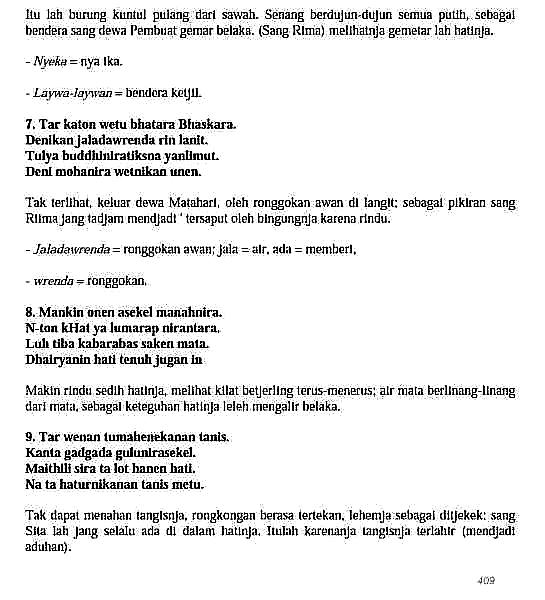 Itu lah burung kuntul pulang dari sawah. Senang berdujun-dujun semua putih, sebagai
bendera sang dewa Pembuat gemar belaka. (Sang Rima) melihatnja gemetar lah hatinja.
- Nyeka = nya ika.
- Laywa-laywan = bendera ketjil.
7. Tar katon wetu bhatara Bhaskara.
Denikan jaladawrenda rin lanit.
Tulya buddhiniratiksna yanlimut.
Deni mohanira wetnikan unen.
Tak terlihat, keluar dewa Matahari, oleh ronggokan awan di langit; sebagai pikiran sang
Riima jang tadjam mendjadi ' tersaput oleh bingungnja karena rindu.
- Jaladawrenda = ronggokan awan; jala = air, ada = memberi,
- wrenda = ronggokan.
8. Mankin onen asekel manahnira.
N-ton kHat ya lumarap nirantara.
Luh tiba kabarabas saken mata.
Dhairyanin hati tenuh jugan in
Makin rindu sedih hatinja, melihat kilat betjerling terus-menerus; air mata berlinang-linang
dari mata, sebagai keteguhan hatinja leleh mengalir belaka.
9. Tar wenan tumahenekanan tanis.
Kanta gadgada gulunirasekel.
Maithili sira ta lot hanen hati.
Na ta haturnikanan tanis metu.
Tak dapat menahan tangisnja, rongkongan berasa tertekan, lehernja sebagai ditjekek: sang
Sita lah jang selalu ada di dalam hatinja. Itulah karenanja tangisnja terlahir (mendjadi
aduhan).
409